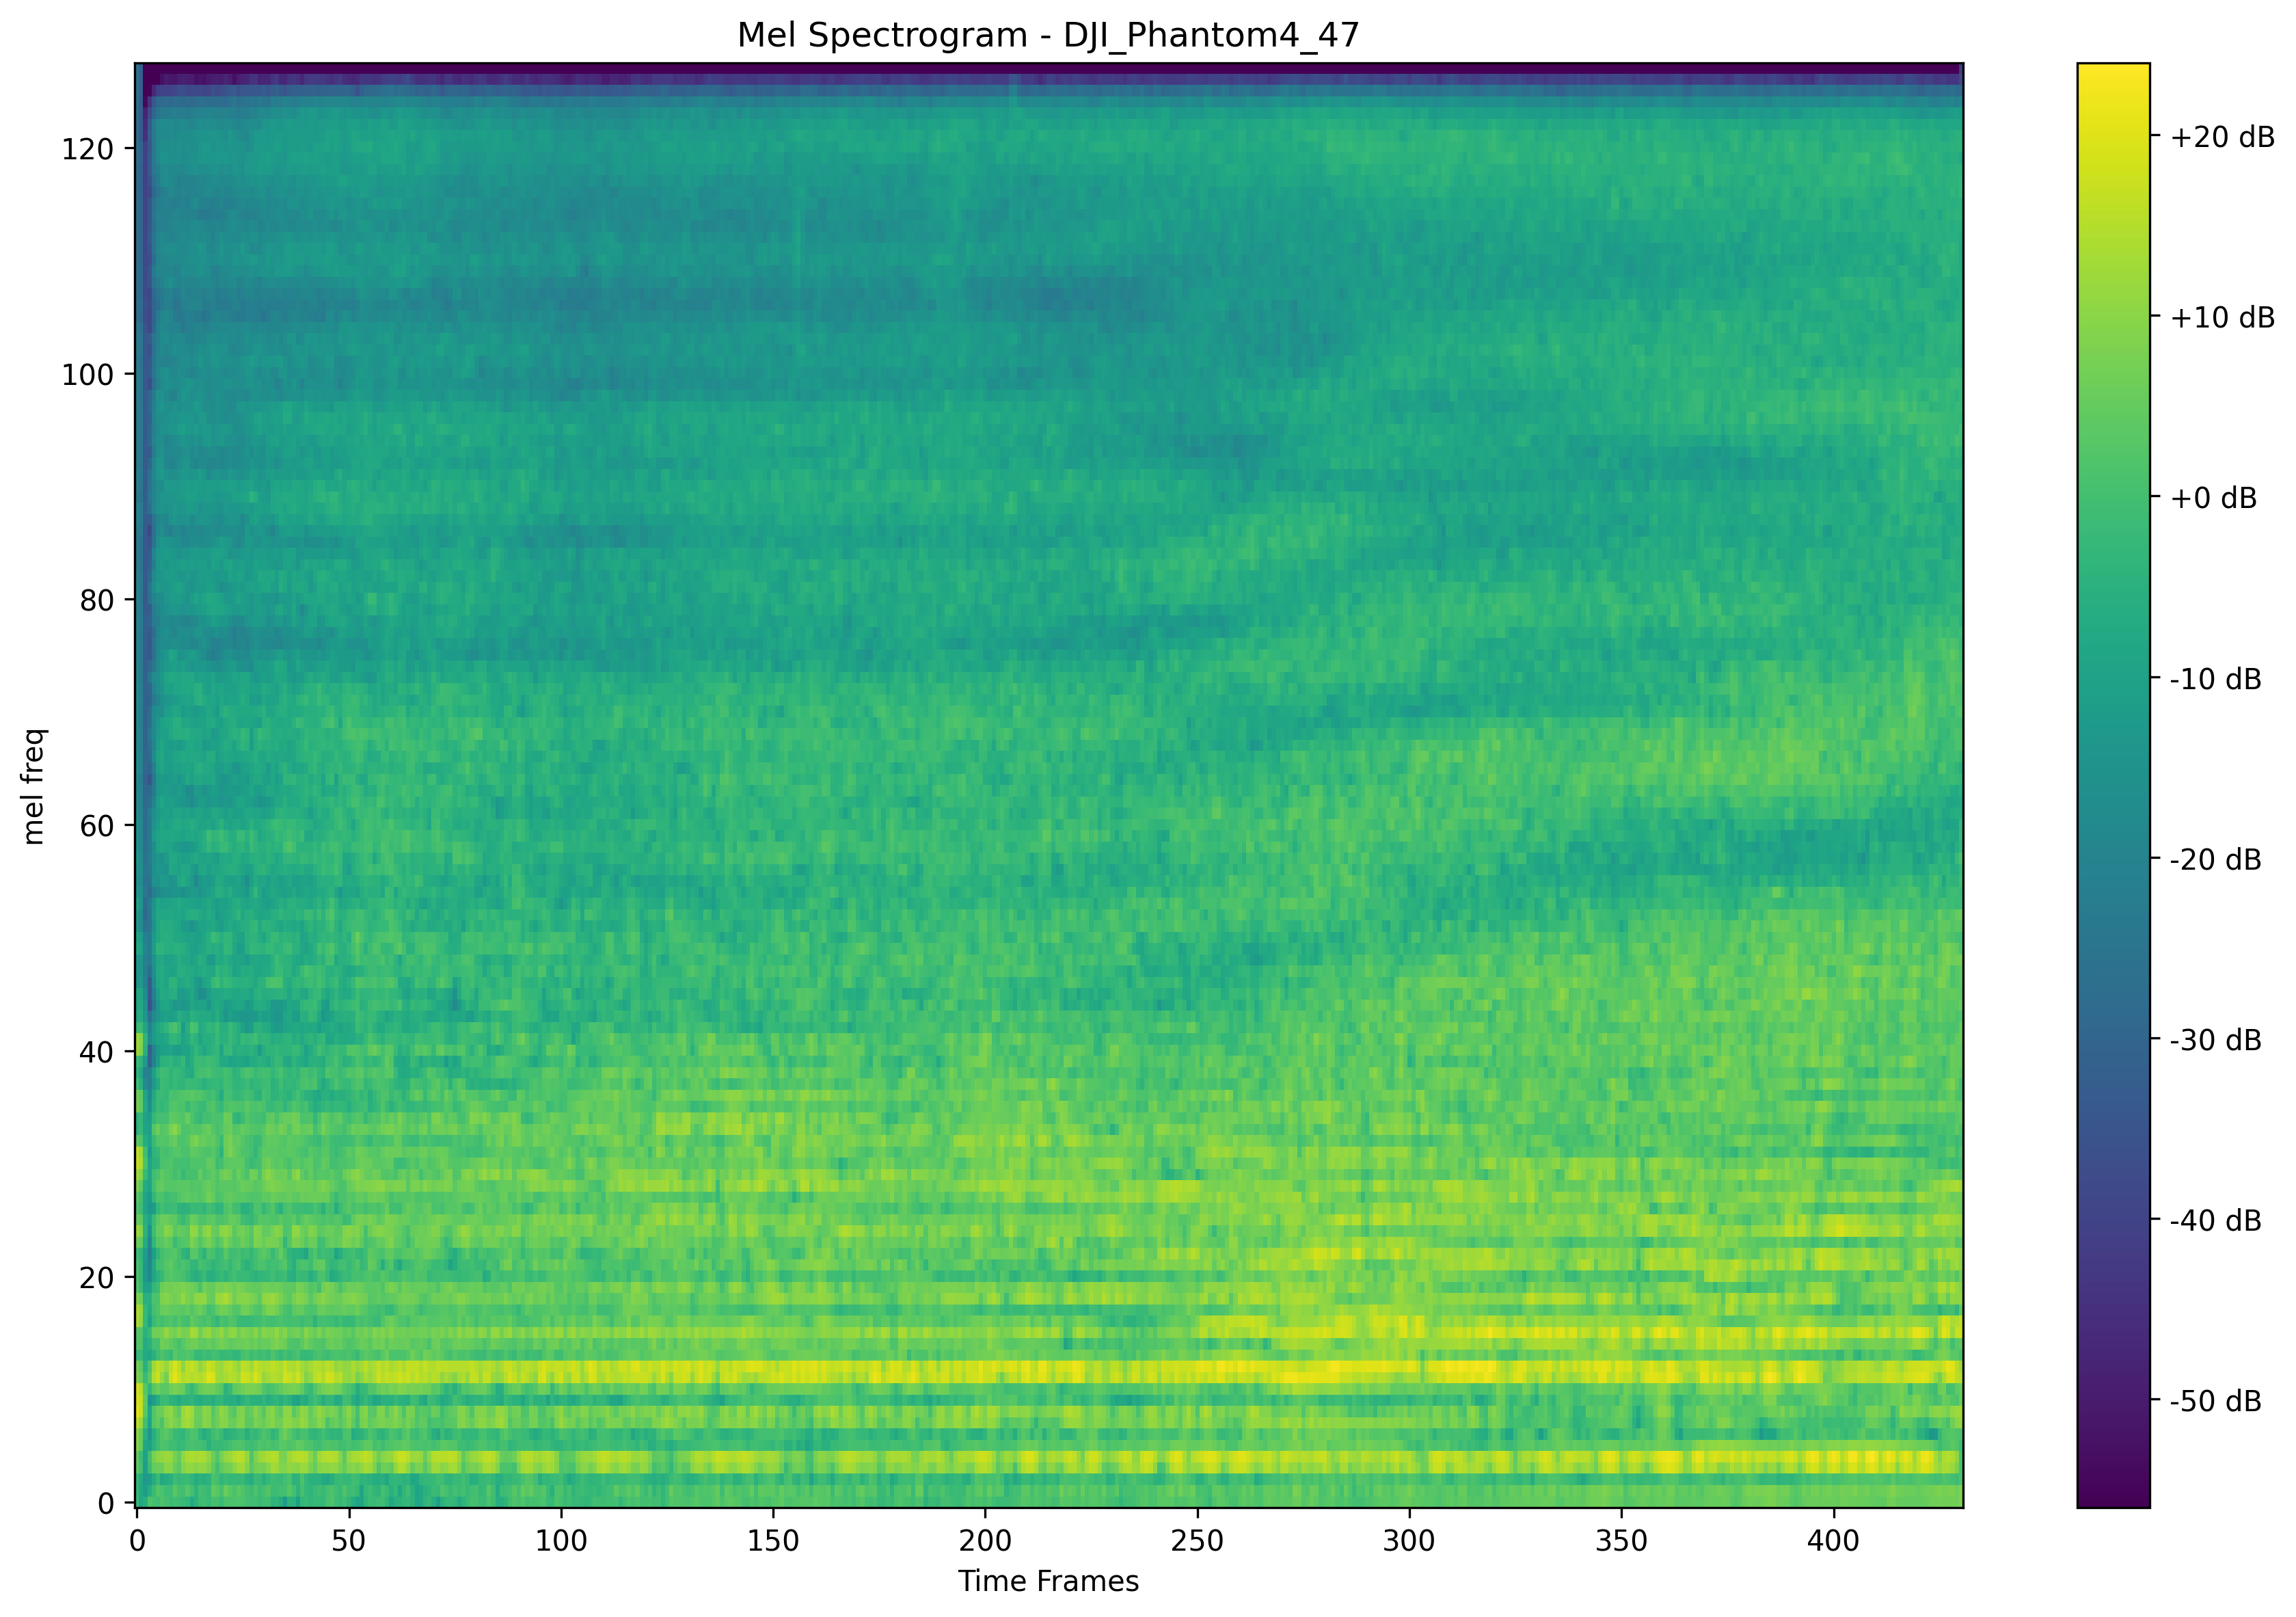 Mel Spectrogram - DJI_Phantom4_47
120
100
80
60
40
20
0
mel freq
0 50 100 150 200 250 300 350 400
Time Frames
+20 dB
+10 dB
+0 dB
-10 dB
-20 dB
-30 dB
-40 dB
-50 dB